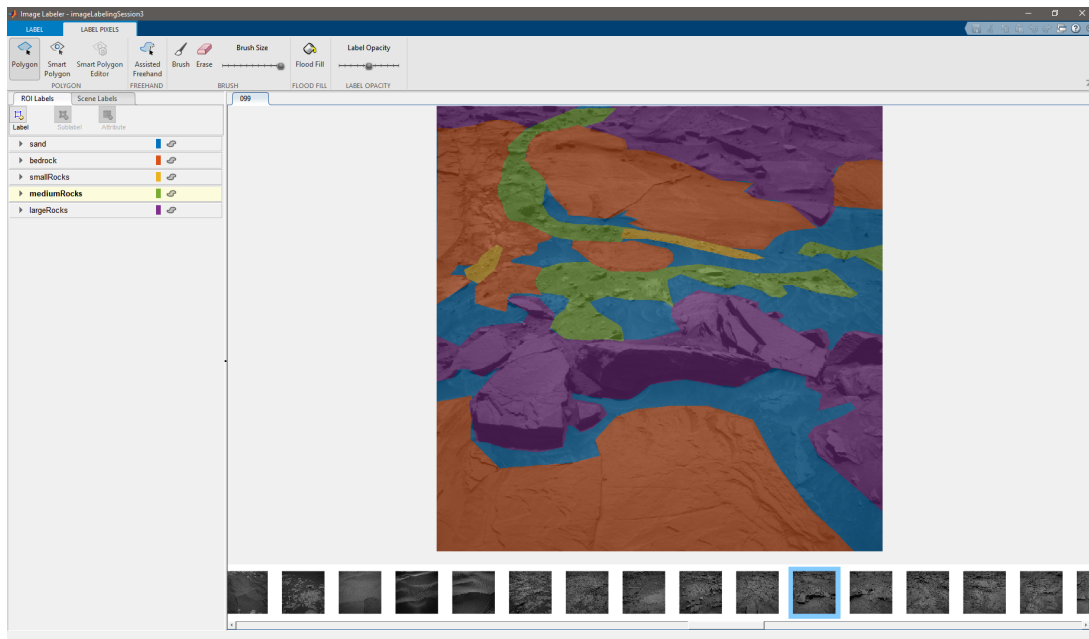 Image Labeler - imageLabelingSession3
LABEL LABEL PIXELS
Polygon
Smart Polygon
Smart Polygon Editor
Assisted Freehand
Brush
Erase
Brush Size
Flood Fill
Label Opacity
POLYGON FREEHAND BRUSH FLOOD FILL LABEL OPACITY
ROI Labels Scene Labels
099
Label Sublabel Attribute
sand
bedrock
smallRocks
mediumRocks
largeRocks